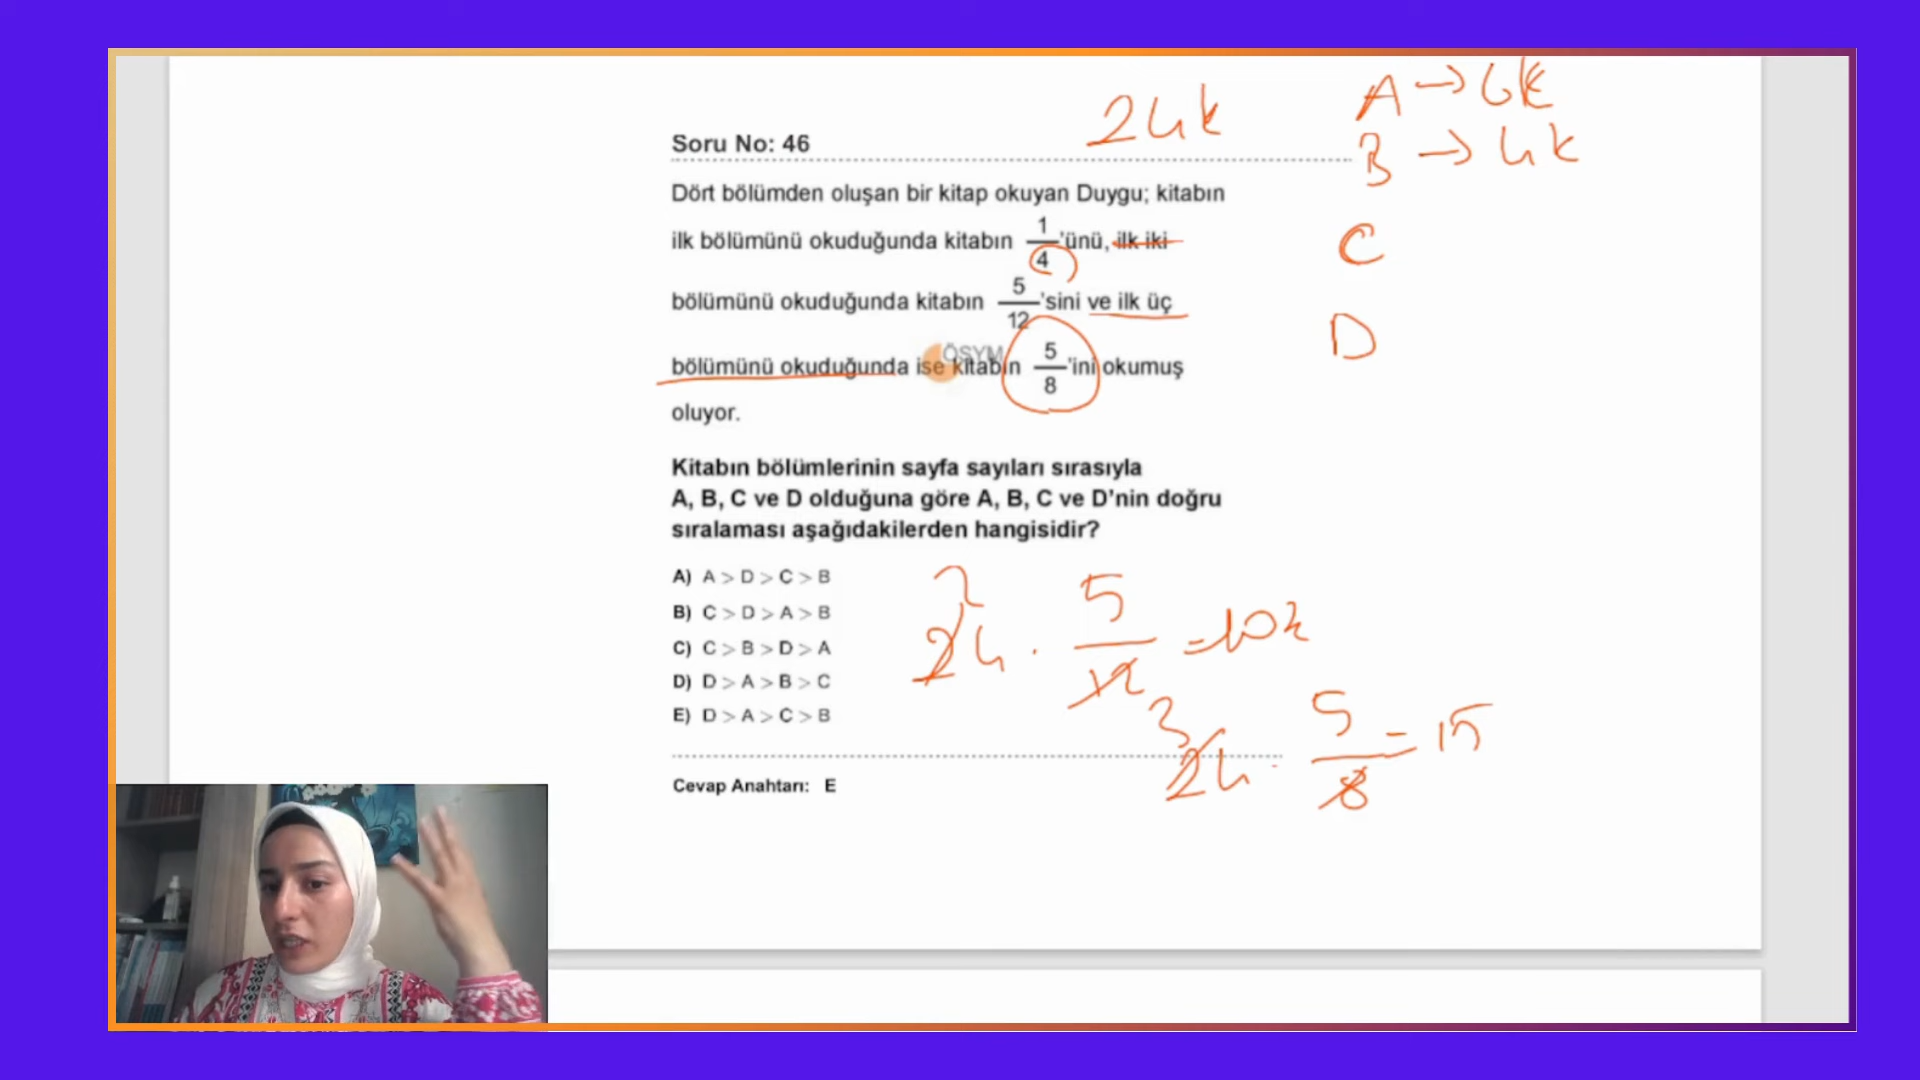 24k
A → 6k
B → 4k
C
D
Soru No: 46
Dört bölümden oluşan bir kitap okuyan Duygu; kitabın
ilk bölümünü okuduğunda kitabın 1/4 'ünü, ilk iki
bölümünü okuduğunda kitabın 5/12 'sini ve ilk üç
ÖSYM
bölümünü okuduğunda ise kitabın 5/8 'ini okumuş
oluyor.
Kitabın bölümlerinin sayfa sayıları sırasıyla
A, B, C ve D olduğuna göre A, B, C ve D'nin doğru
sıralaması aşağıdakilerden hangisidir?
A) A > D > C > B
B) C > D > A > B
C) C > B > D > A
D) D > A > B > C
E) D > A > C > B
2
24 . 5/12 = 10k
3
24 . 5/8 = 15
Cevap Anahtarı: E